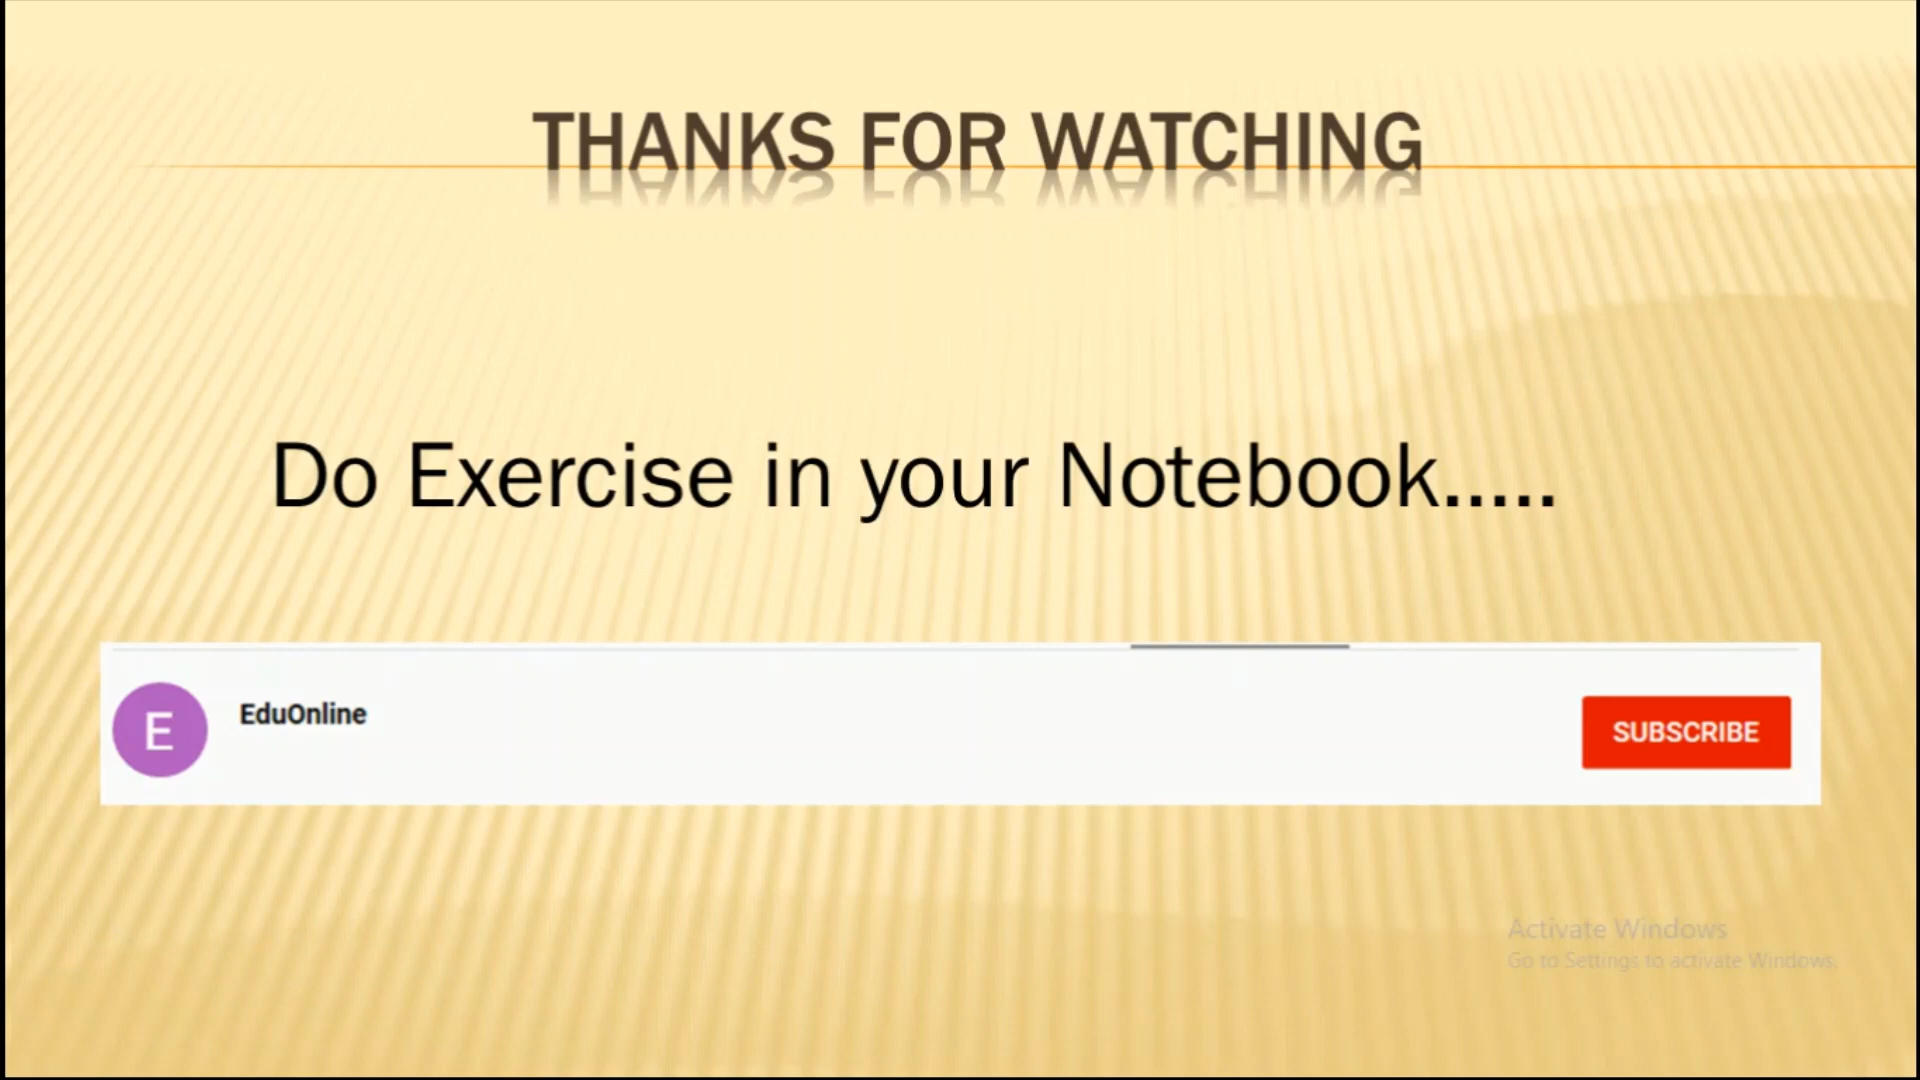 THANKS FOR WATCHING
Do Exercise in your Notebook.....
E
EduOnline
SUBSCRIBE
Activate Windows
Go to Settings to activate Windows.